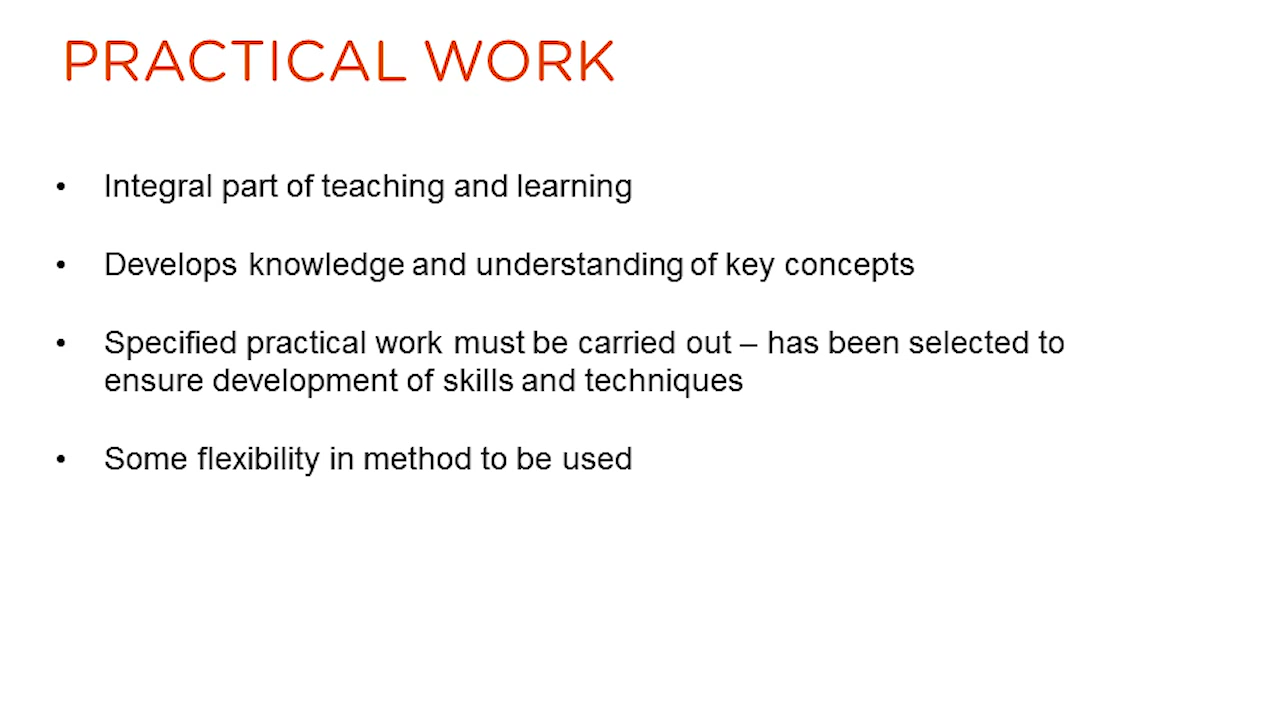 PRACTICAL WORK
• Integral part of teaching and learning
• Develops knowledge and understanding of key concepts
• Specified practical work must be carried out – has been selected to
ensure development of skills and techniques
• Some flexibility in method to be used